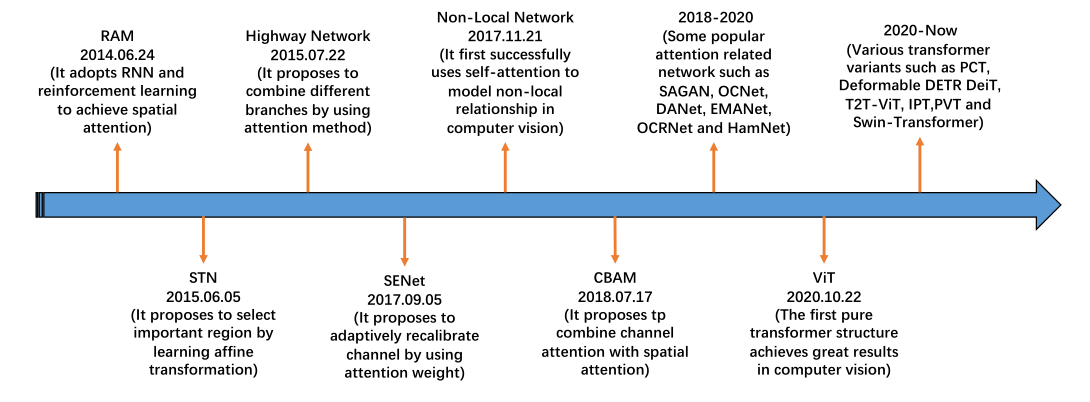 RAM
2014.06.24
(It adopts RNN and
reinforcement learning
to achieve spatial
attention)
Highway Network
2015.07.22
(It proposes to
combine different
branches by using
attention method)
Non-Local Network
2017.11.21
(It first successfully
uses self-attention to
model non-local
relationship in
computer vision)
2018-2020
(Some popular
attention related
network such as
SAGAN, OCNet,
DANet, EMANet,
OCRNet and HamNet)
2020-Now
(Various transformer
variants such as PCT,
Deformable DETR DeiT,
T2T-ViT, IPT,PVT and
Swin-Transformer)
STN
2015.06.05
(It proposes to select
important region by
learning affine
transformation)
SENet
2017.09.05
(It proposes to
adaptively recalibrate
channel by using
attention weight)
CBAM
2018.07.17
(It proposes tp
combine channel
attention with spatial
attention)
ViT
2020.10.22
(The first pure
transformer structure
achieves great results
in computer vision)